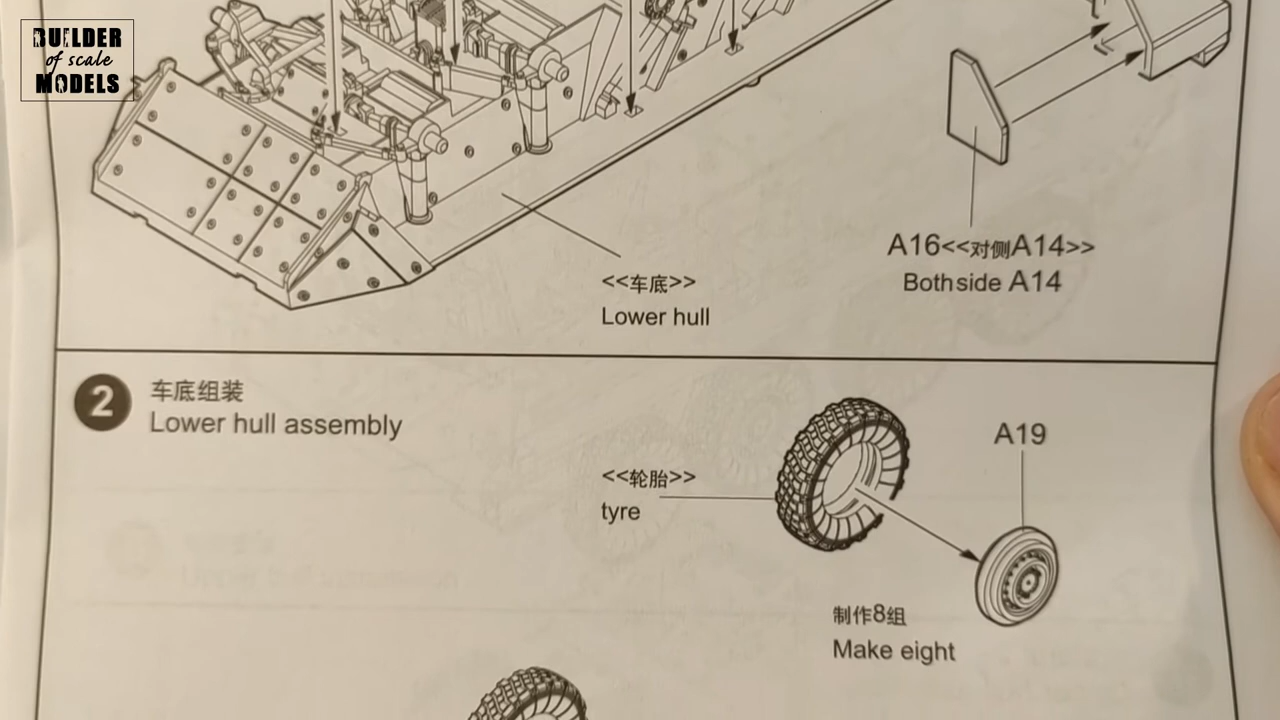 BUILDER
of scale
MODELS
A16<<对侧A14>>
Bothside A14
<<车底>>
Lower hull
2
车底组装
Lower hull assembly
A19
<<轮胎>>
tyre
制作8组
Make eight